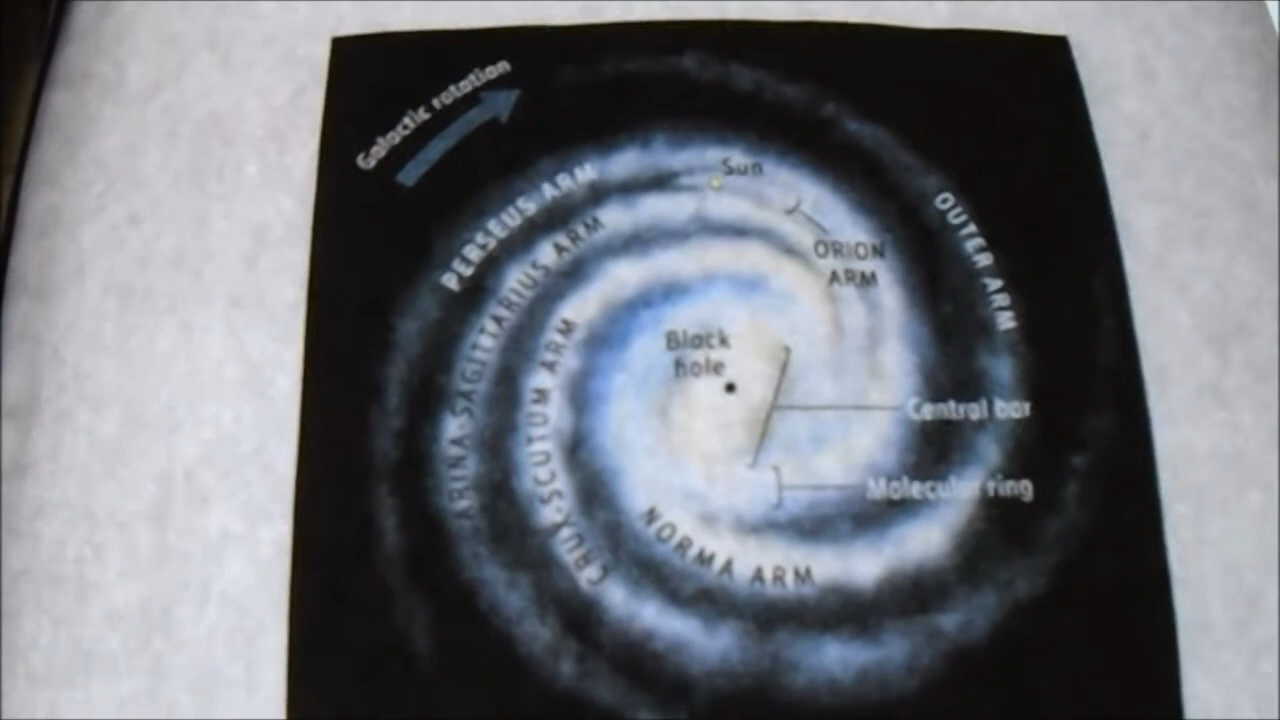 Galactic rotation
Sun
PERSEUS ARM
OUTER ARM
ORION
ARM
ARINA-SAGITTARIUS ARM
CRUX-SCUTUM ARM
Black
hole
Central bar
Molecular ring
NORMA ARM